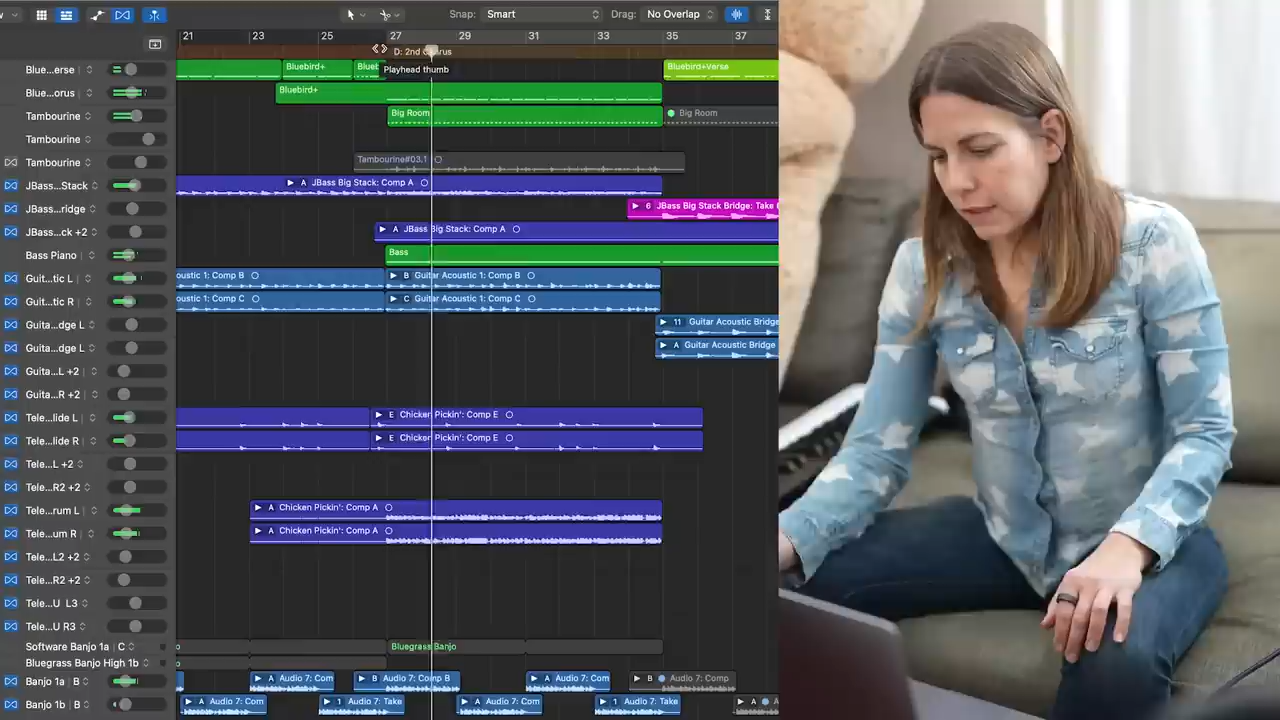 Snap: Smart Drag: No Overlap
21 23 25 27 29 31 33 35 37
D: 2nd Chorus
Playhead thumb
Blue...erse Bluebird+ Blueb Bluebird+Verse
Blue...orus Bluebird+
Tambourine Big Room Big Room
Tambourine
Tambourine Tambourine#03.1
JBass...Stack A JBass Big Stack: Comp A
JBas...ridge 6 JBass Big Stack Bridge: Take
JBass...ck +2 A JBass Big Stack: Comp A
Bass Piano Bass
Guit...tic L oustic 1: Comp B B Guitar Acoustic 1: Comp B
Guit...tic R oustic 1: Comp C C Guitar Acoustic 1: Comp C
Guita...dge L 11 Guitar Acoustic Bridge
Guita...dge L A Guitar Acoustic Bridge
Guita...L +2
Guita...R +2
Tele...lide L E Chicken Pickin': Comp E
Tele...lide R E Chicken Pickin': Comp E
Tele...L +2
Tele...R2 +2
Tele...rum L A Chicken Pickin': Comp A
Tele...um R A Chicken Pickin': Comp A
Tele...L2 +2
Tele...R2 +2
Tele...U L3
Tele...U R3
Software Banjo 1a C Bluegrass Banjo
Bluegrass Banjo High 1b
Banjo 1a B A Audio 7: Com B Audio 7: Comp B A Audio 7: Com B Audio 7: Comp
Banjo 1b B A Audio 7: Com 1 Audio 7: Take A Audio 7: Com 1 Audio 7: Take A A